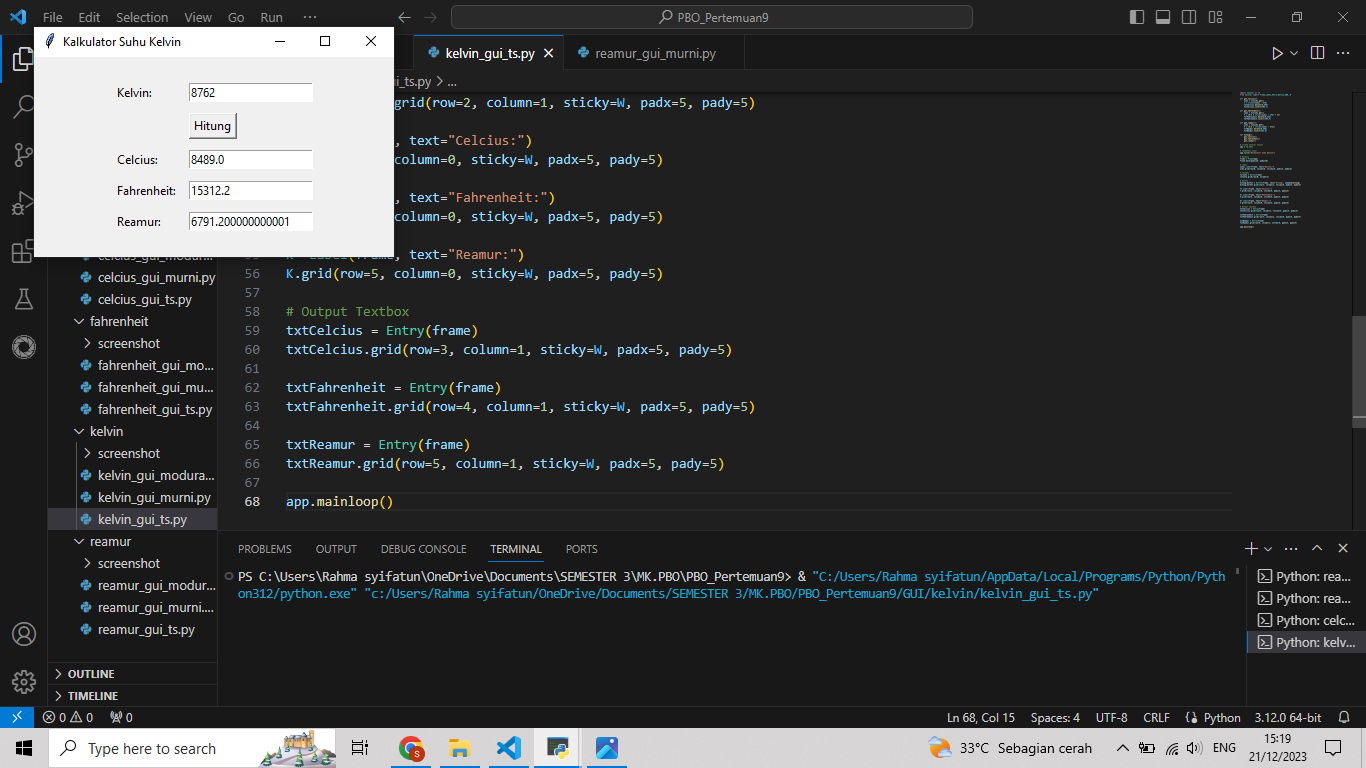 File Edit Selection View Go Run ···
PBO_Pertemuan9
Kalkulator Suhu Kelvin
Kelvin: 8762
Hitung
Celcius: 8489.0
Fahrenheit: 15312.2
Reamur: 6791.200000000001
kelvin_gui_ts.py
reamur_gui_murni.py
i_ts.py > ...
grid(row=2, column=1, sticky=W, padx=5, pady=5)
, text="Celcius:")
column=0, sticky=W, padx=5, pady=5)
, text="Fahrenheit:")
column=0, sticky=W, padx=5, pady=5)
, text="Reamur:")
56 K.grid(row=5, column=0, sticky=W, padx=5, pady=5)
57
58 # Output Textbox
59 txtCelcius = Entry(frame)
60 txtCelcius.grid(row=3, column=1, sticky=W, padx=5, pady=5)
61
62 txtFahrenheit = Entry(frame)
63 txtFahrenheit.grid(row=4, column=1, sticky=W, padx=5, pady=5)
64
65 txtReamur = Entry(frame)
66 txtReamur.grid(row=5, column=1, sticky=W, padx=5, pady=5)
67
68 app.mainloop()
celcius_gui_murni.py
celcius_gui_ts.py
fahrenheit
screenshot
fahrenheit_gui_mo...
fahrenheit_gui_mu...
fahrenheit_gui_ts.py
kelvin
screenshot
kelvin_gui_modura...
kelvin_gui_murni.py
kelvin_gui_ts.py
reamur
screenshot
reamur_gui_modur...
reamur_gui_murni....
reamur_gui_ts.py
OUTLINE
TIMELINE
PROBLEMS OUTPUT DEBUG CONSOLE TERMINAL PORTS
PS C:\Users\Rahma syifatun\OneDrive\Documents\SEMESTER 3\MK.PBO\PBO_Pertemuan9> & "C:/Users/Rahma syifatun/AppData/Local/Programs/Python/Pyth
on312/python.exe" "c:/Users/Rahma syifatun/OneDrive/Documents/SEMESTER 3/MK.PBO/PBO_Pertemuan9/GUI/kelvin/kelvin_gui_ts.py"
Python: rea...
Python: rea...
Python: celc...
Python: kelv...
0 0 0
Ln 68, Col 15 Spaces: 4 UTF-8 CRLF Python 3.12.0 64-bit
Type here to search
33°C Sebagian cerah
ENG
15:19
21/12/2023